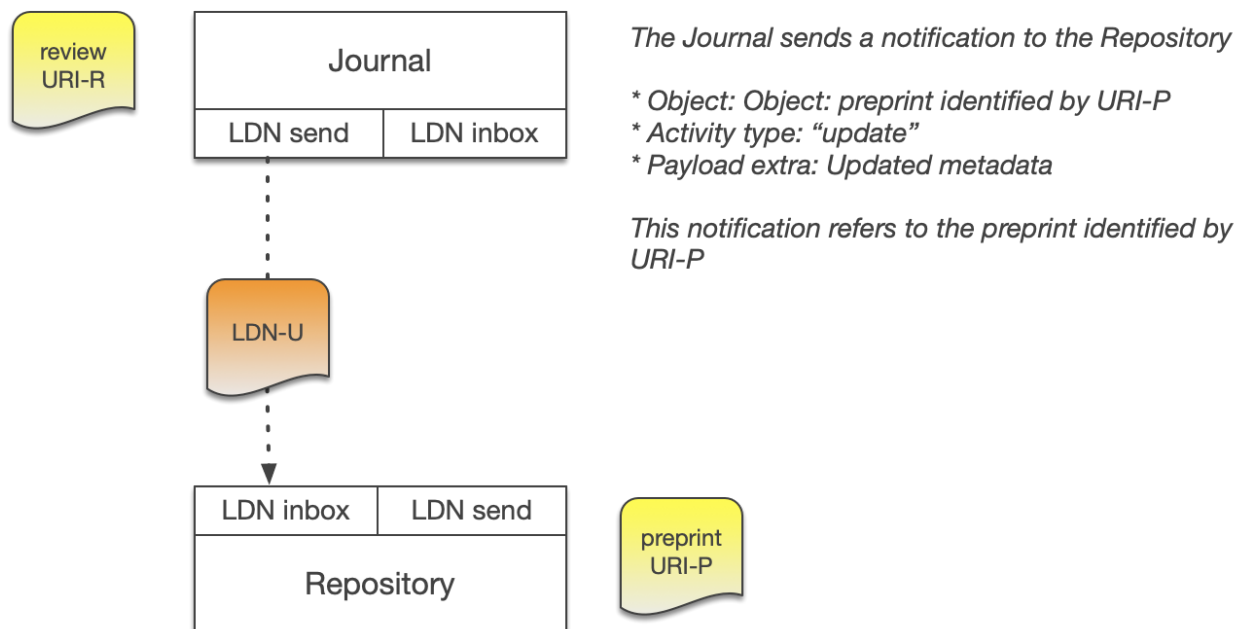 review
URI-R
Journal
LDN send
LDN inbox
The Journal sends a notification to the Repository
* Object: Object: preprint identified by URI-P
* Activity type: “update”
* Payload extra: Updated metadata
This notification refers to the preprint identified by
URI-P
LDN-U
LDN inbox
LDN send
Repository
preprint
URI-P